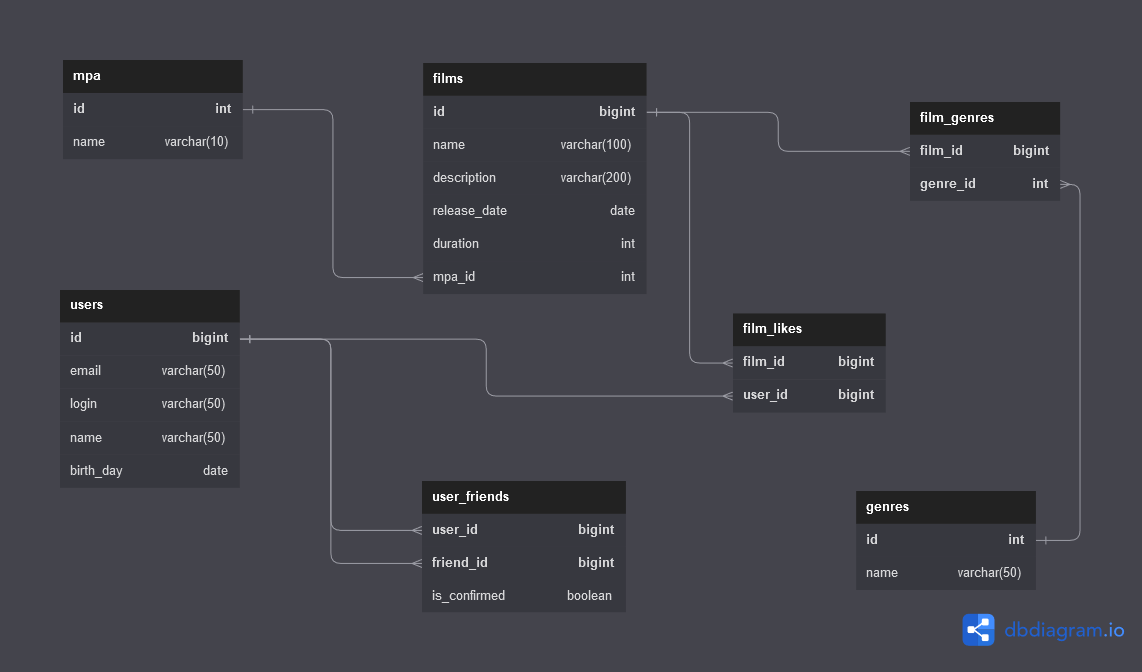 mpa
id int
name varchar(10)
films
id bigint
name varchar(100)
description varchar(200)
release_date date
duration int
mpa_id int
film_genres
film_id bigint
genre_id int
users
id bigint
email varchar(50)
login varchar(50)
name varchar(50)
birth_day date
film_likes
film_id bigint
user_id bigint
user_friends
user_id bigint
friend_id bigint
is_confirmed boolean
genres
id int
name varchar(50)
dbdiagram.io